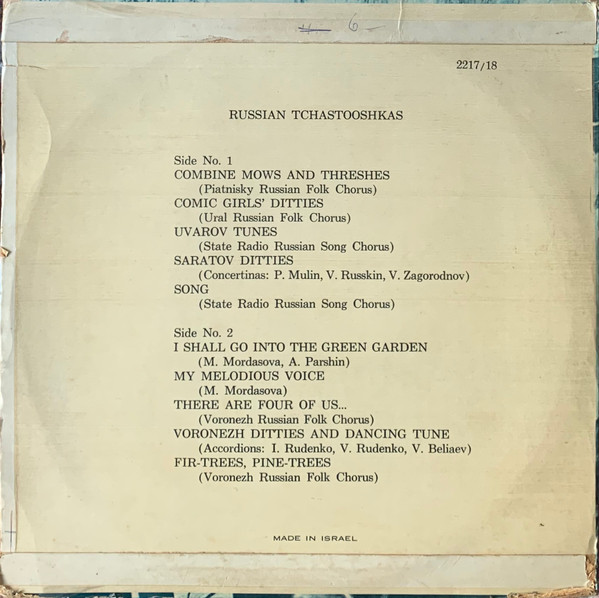 6
2217/18
RUSSIAN TCHASTOOSHKAS
Side No. 1
COMBINE MOWS AND THRESHES
(Piatnisky Russian Folk Chorus)
COMIC GIRLS' DITTIES
(Ural Russian Folk Chorus)
UVAROV TUNES
(State Radio Russian Song Chorus)
SARATOV DITTIES
(Concertinas: P. Mulin, V. Russkin, V. Zagorodnov)
SONG
(State Radio Russian Song Chorus)
Side No. 2
I SHALL GO INTO THE GREEN GARDEN
(M. Mordasova, A. Parshin)
MY MELODIOUS VOICE
(M. Mordasova)
THERE ARE FOUR OF US...
(Voronezh Russian Folk Chorus)
VORONEZH DITTIES AND DANCING TUNE
(Accordions: I. Rudenko, V. Rudenko, V. Beliaev)
FIR-TREES, PINE-TREES
(Voronezh Russian Folk Chorus)
MADE IN ISRAEL